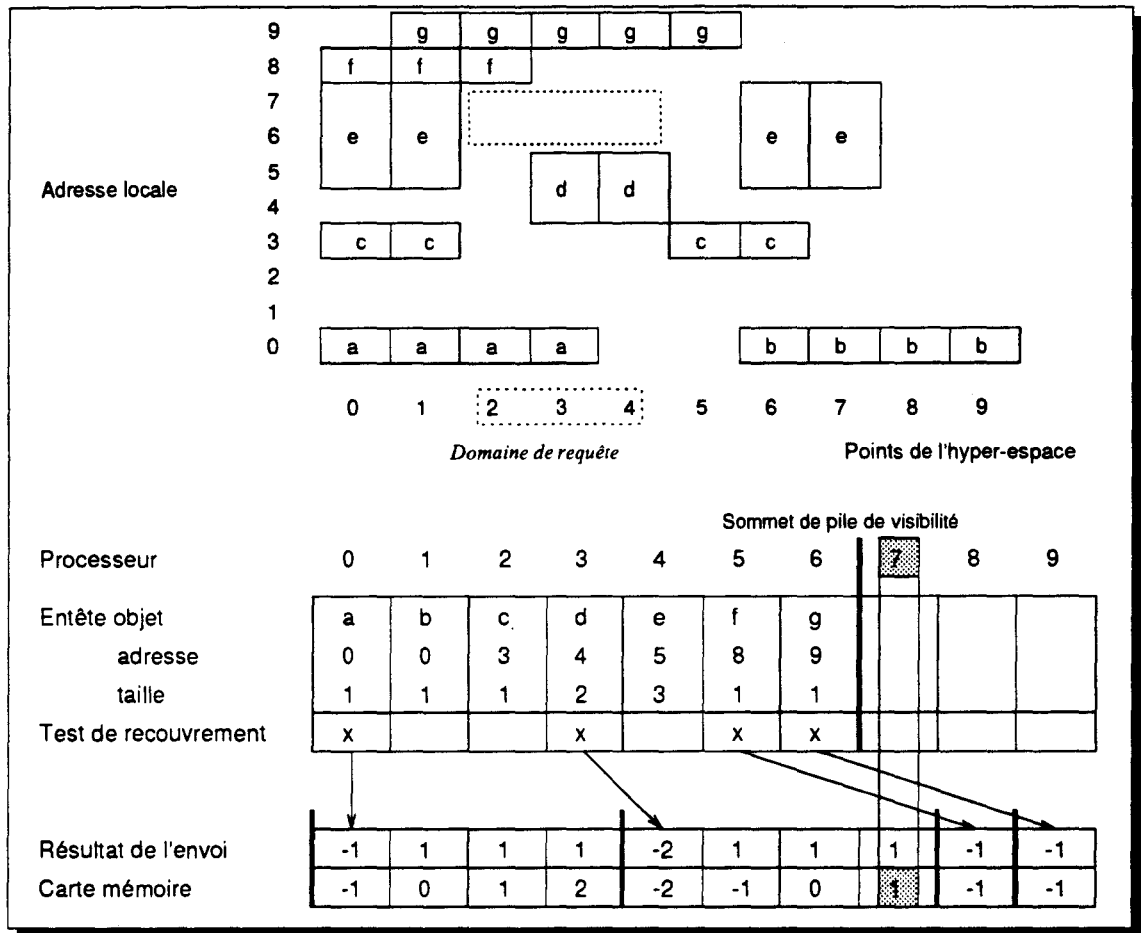 9 g g g g g
8 f f f
7
6 e e e e
5 d d
Adresse locale
4
3 c c c c
2
1
0 a a a a b b b b
0 1 2 3 4 5 6 7 8 9
Domaine de requête Points de l'hyper-espace
Sommet de pile de visibilité
Processeur 0 1 2 3 4 5 6 7 8 9
Entête objet a b c d e f g
adresse 0 0 3 4 5 8 9
taille 1 1 1 2 3 1 1
Test de recouvrement x x x x
Résultat de l'envoi -1 1 1 1 -2 1 1 1 -1 -1
Carte mémoire -1 0 1 2 -2 -1 0 1 -1 -1